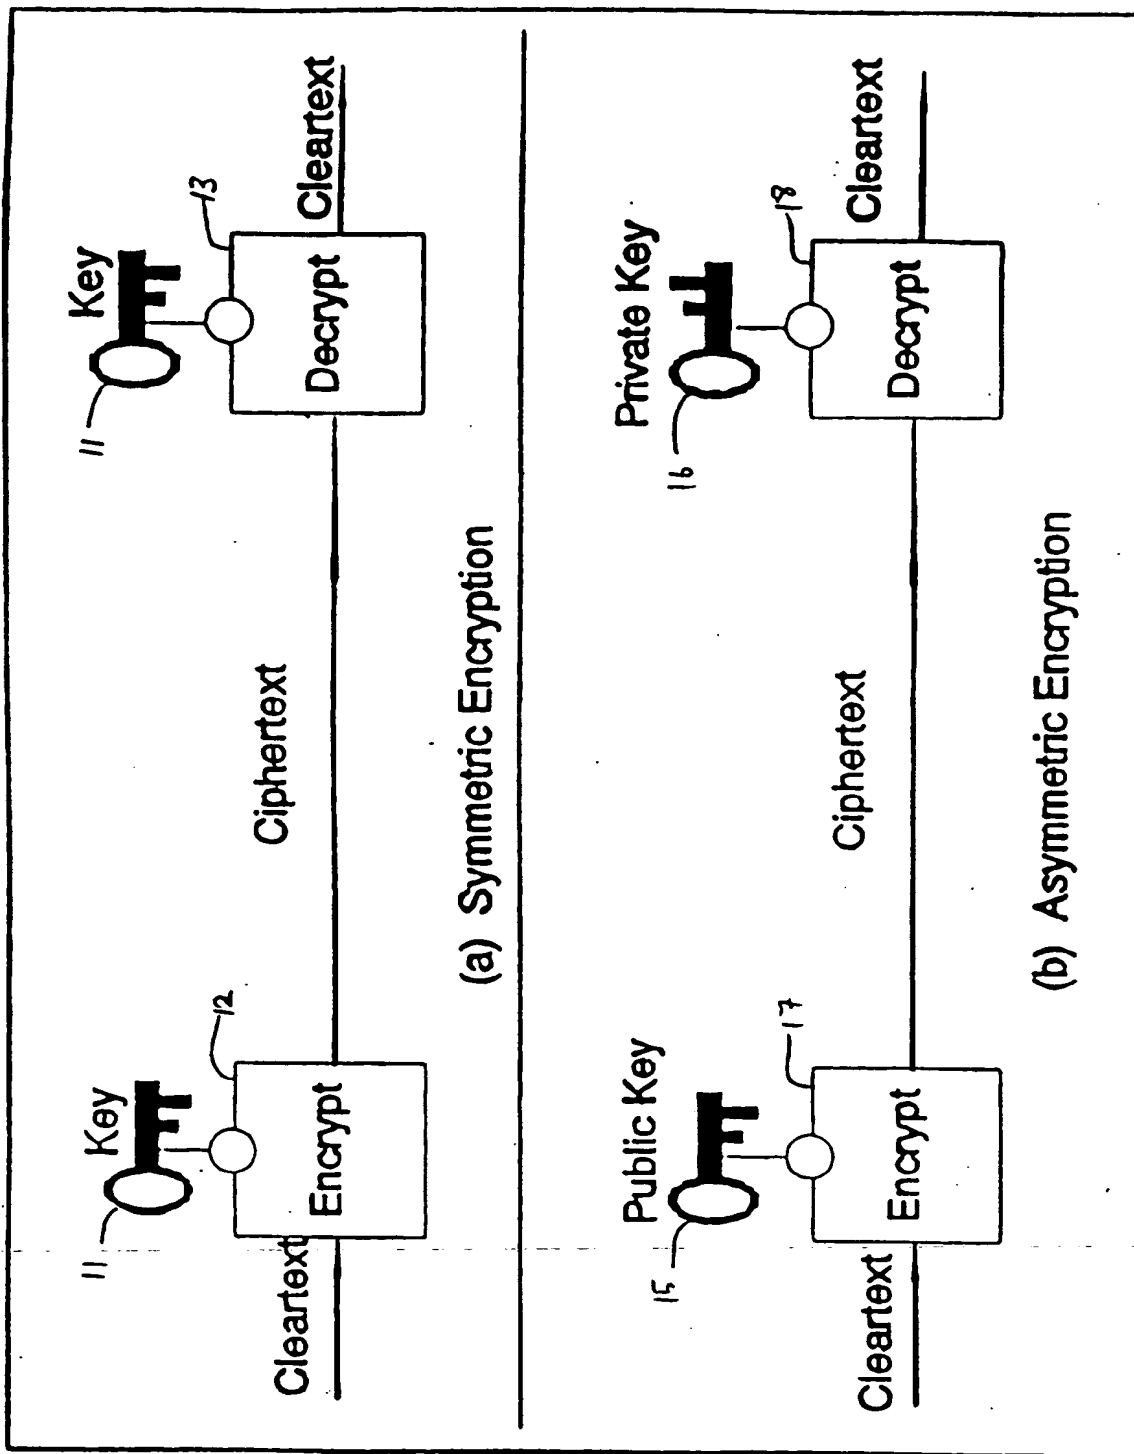 Key
Key
11
12
11
13
Cleartext
Encrypt
Ciphertext
Decrypt
Cleartext
(a) Symmetric Encryption
Public Key
Private Key
15
17
16
18
Cleartext
Encrypt
Ciphertext
Decrypt
Cleartext
(b) Asymmetric Encryption